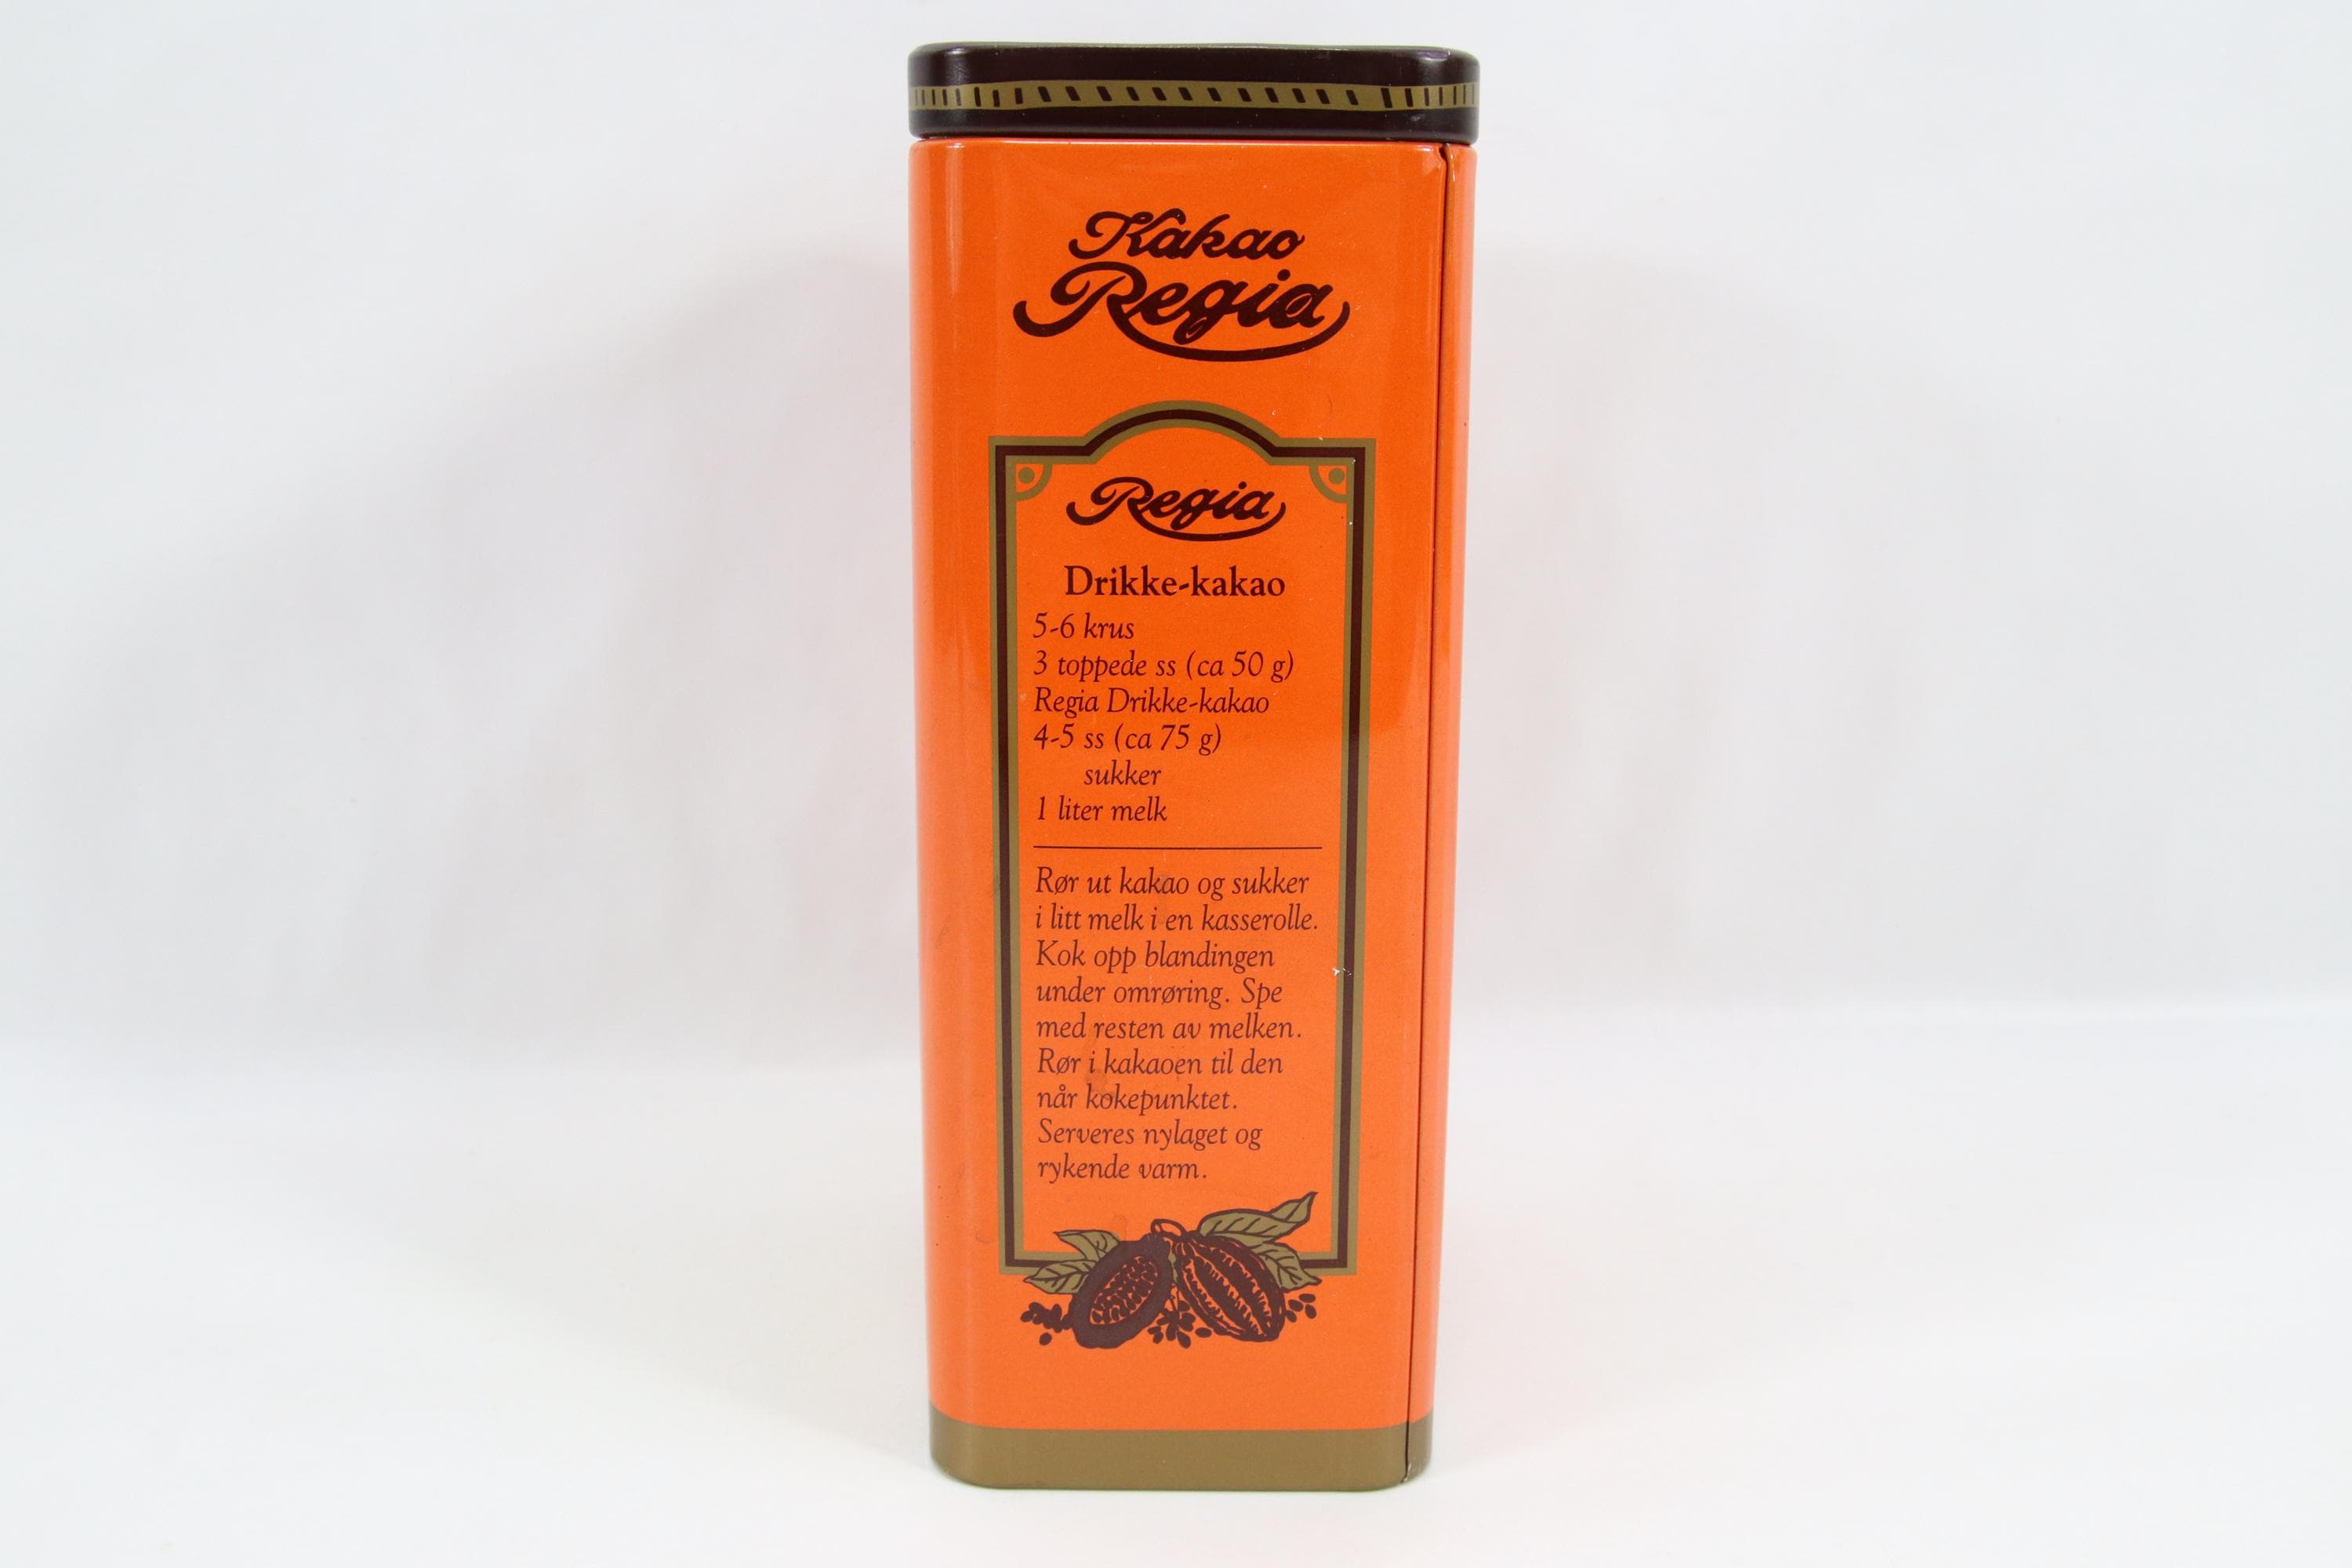 Kakao
Regia
Regia
Drikke-kakao
5-6 krus
3 toppede ss (ca 50 g)
Regia Drikke-kakao
4-5 ss (ca 75 g)
sukker
1 liter melk
Rør ut kakao og sukker
i litt melk i en kasserolle.
Kok opp blandingen
under omrøring. Spe
med resten av melken.
Rør i kakaoen til den
når kokepunktet.
Serveres nylaget og
rykende varm.